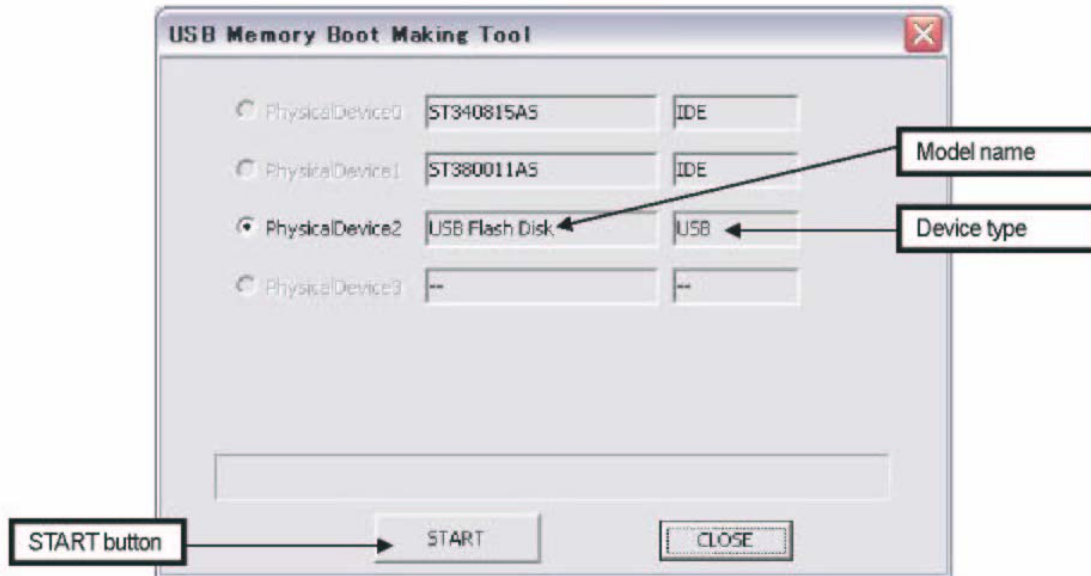 USB Memory Boot Making Tool
PhysicalDevice0 ST340815AS IDE
Model name
PhysicalDevice1 ST380011AS IDE
PhysicalDevice2 USB Flash Disk USB
Device type
PhysicalDevice3 -- --
START button
START
CLOSE